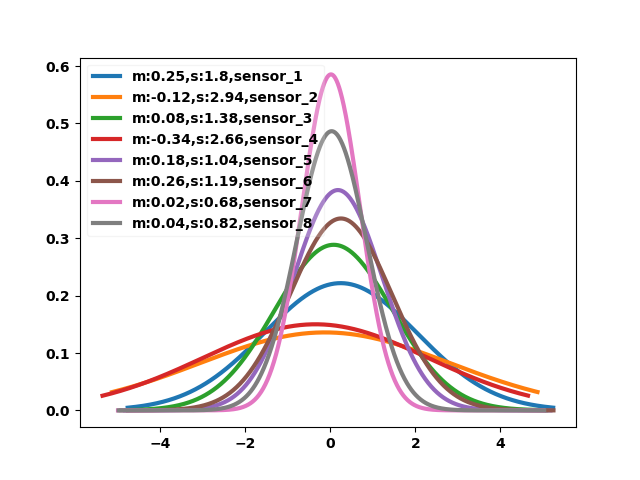 m:0.25,s:1.8,sensor_1
m:-0.12,s:2.94,sensor_2
m:0.08,s:1.38,sensor_3
m:-0.34,s:2.66,sensor_4
m:0.18,s:1.04,sensor_5
m:0.26,s:1.19,sensor_6
m:0.02,s:0.68,sensor_7
m:0.04,s:0.82,sensor_8
0.6
0.5
0.4
0.3
0.2
0.1
0.0
−4 −2 0 2 4